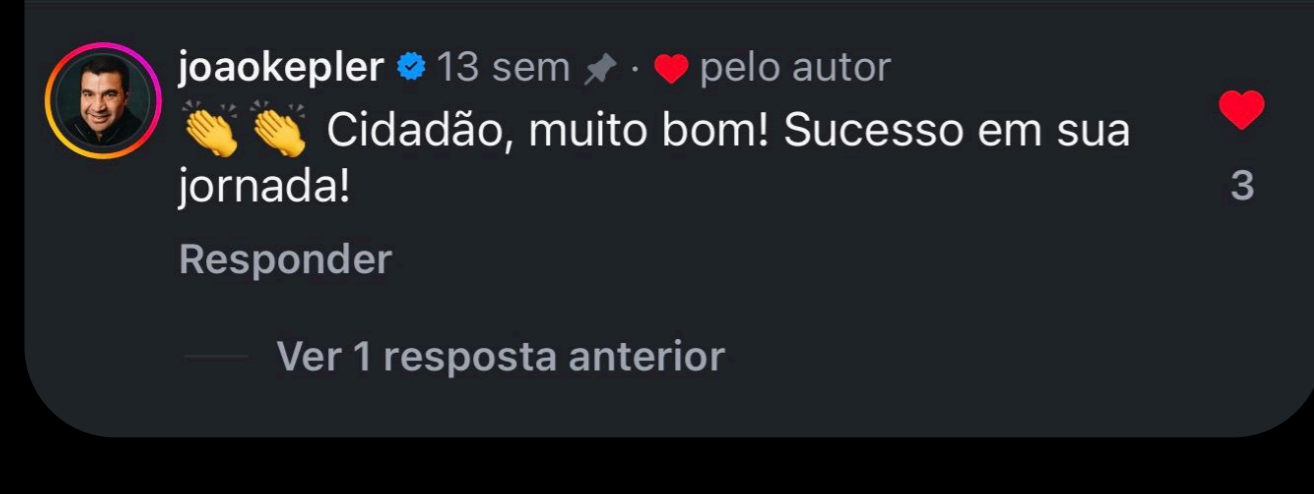 joaokepler 13 sem · ❤️ pelo autor
👏👏 Cidadão, muito bom! Sucesso em sua
jornada!
3
Responder
Ver 1 resposta anterior